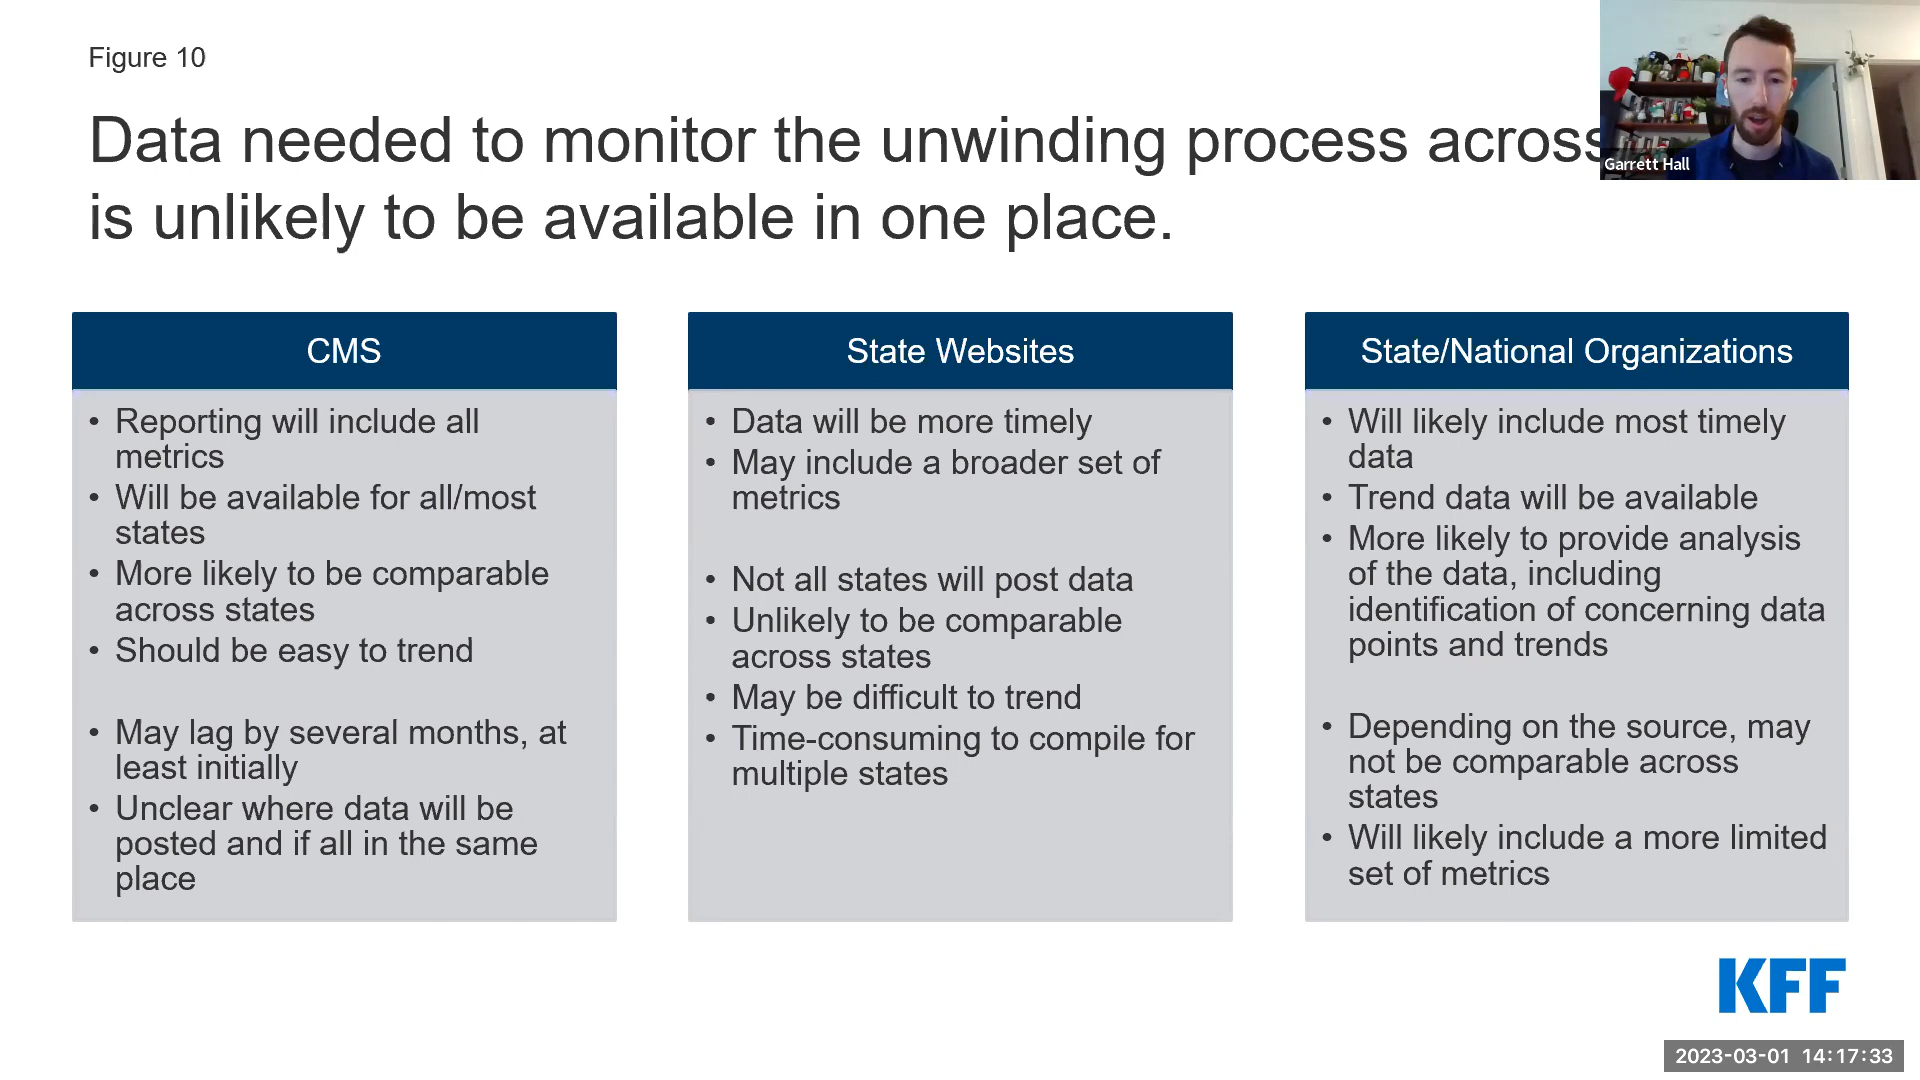 Figure 10
Data needed to monitor the unwinding process across
is unlikely to be available in one place.
Garrett Hall
CMS
• Reporting will include all
metrics
• Will be available for all/most
states
• More likely to be comparable
across states
• Should be easy to trend
• May lag by several months, at
least initially
• Unclear where data will be
posted and if all in the same
place
State Websites
• Data will be more timely
• May include a broader set of
metrics
• Not all states will post data
• Unlikely to be comparable
across states
• May be difficult to trend
• Time-consuming to compile for
multiple states
State/National Organizations
• Will likely include most timely
data
• Trend data will be available
• More likely to provide analysis
of the data, including
identification of concerning data
points and trends
• Depending on the source, may
not be comparable across
states
• Will likely include a more limited
set of metrics
KFF
2023-03-01 14:17:33